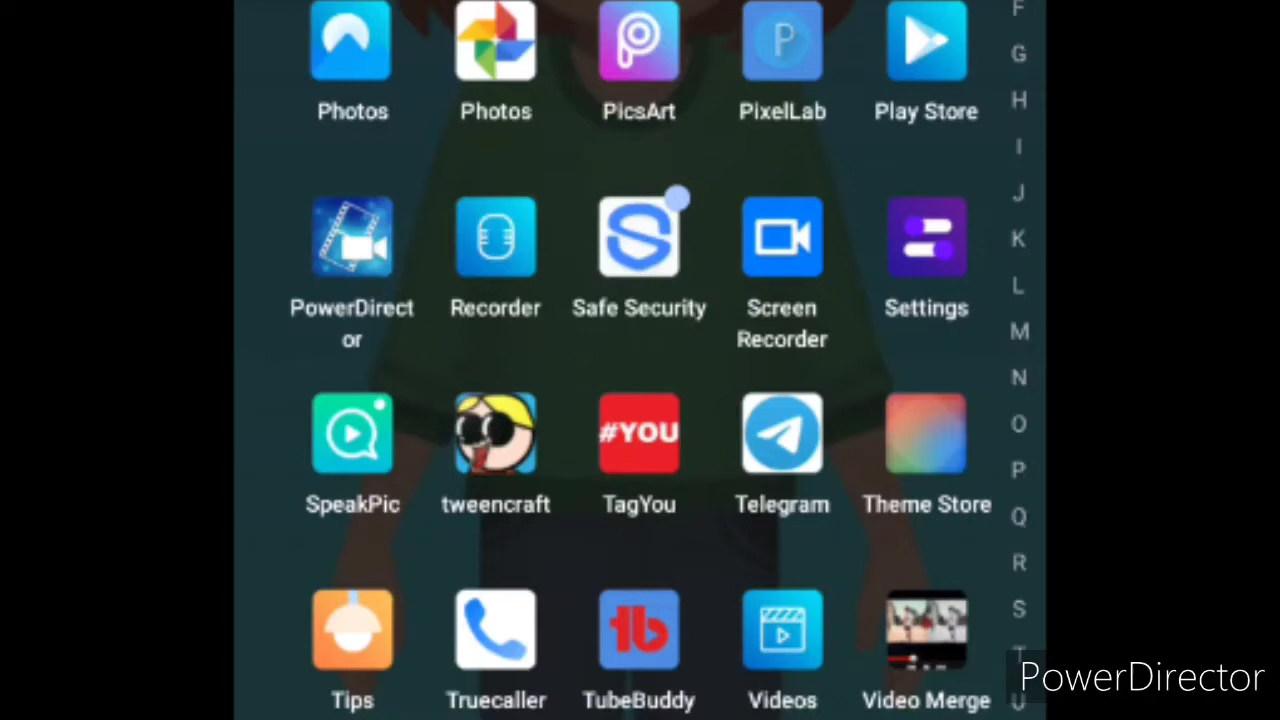 F
G
H
I
J
K
L
M
N
O
P
Q
R
S
T
U
Photos Photos PicsArt PixelLab Play Store
PowerDirect
or
Recorder Safe Security Screen
Recorder
Settings
#YOU
SpeakPic tweencraft TagYou Telegram Theme Store
tb
Tips Truecaller TubeBuddy Videos Video Merge
PowerDirector